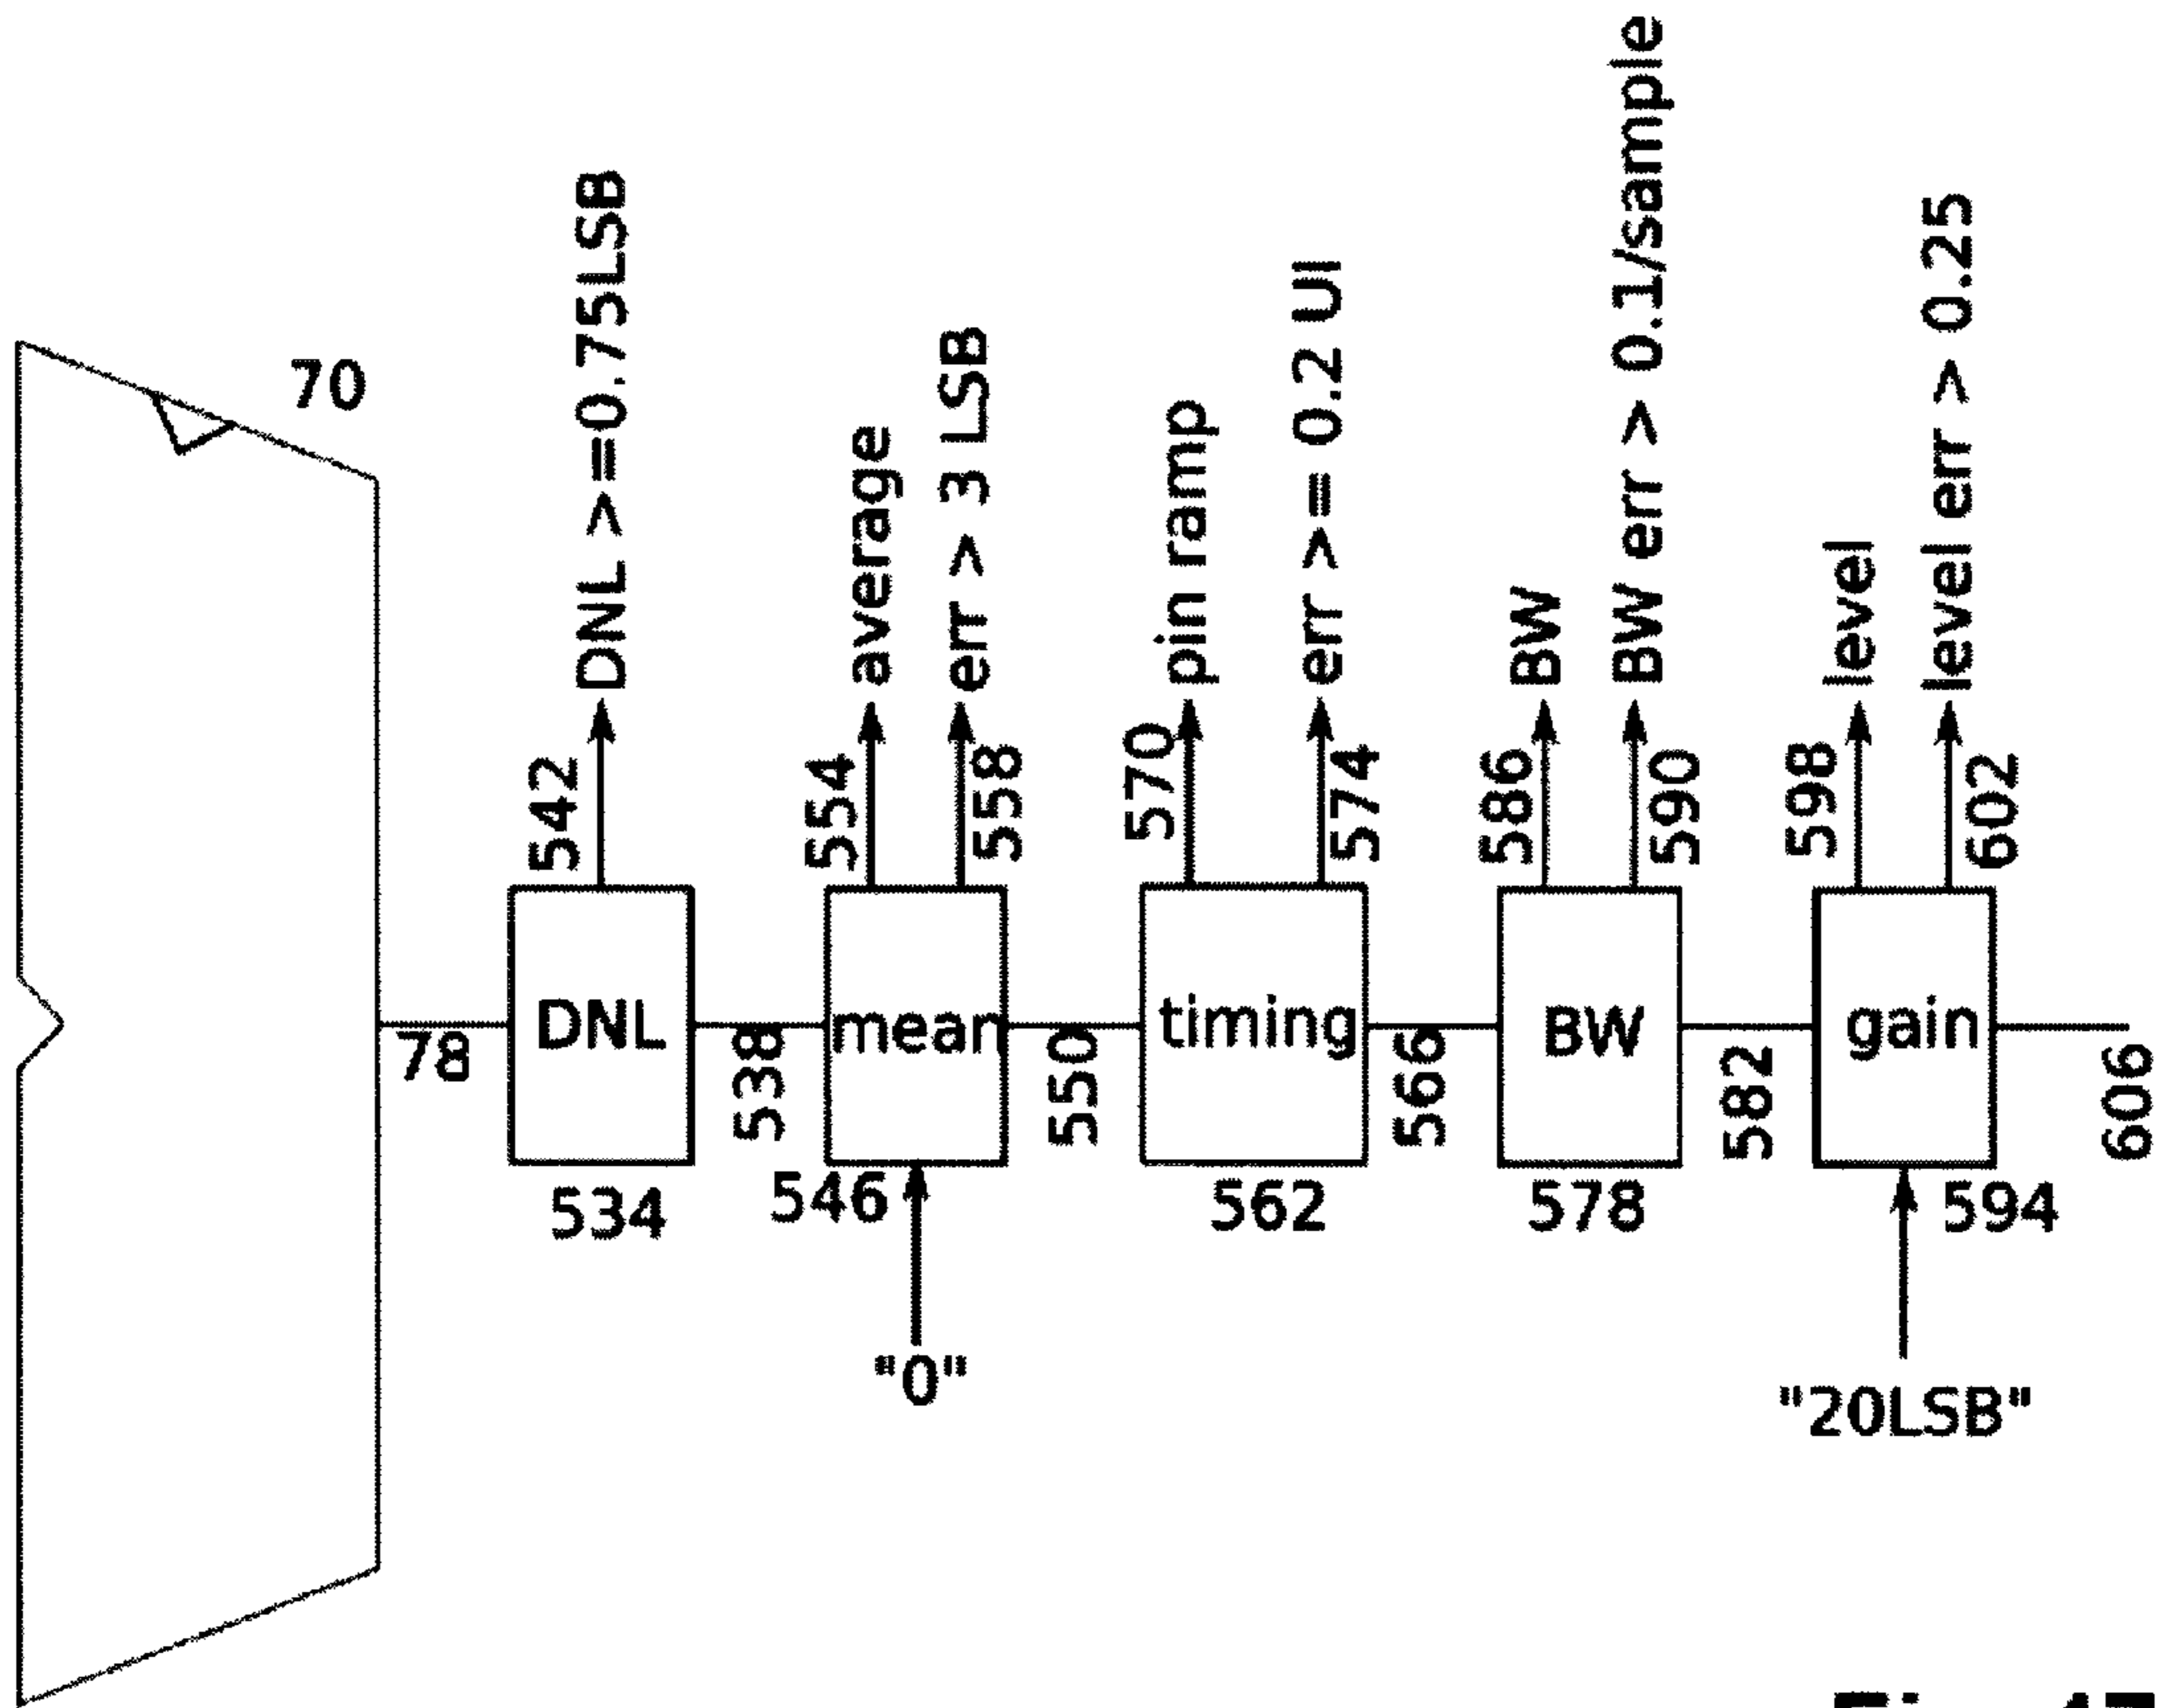 70
78
DNL
534
542
DNL >=0.75LSB
538
mean
546
"0"
554
average
558
err > 3 LSB
550
timing
562
570
pin ramp
574
err >= 0.2 UI
566
BW
578
586
BW
590
BW err > 0.1/sample
582
gain
594
"20LSB"
598
level
602
level err > 0.25
606